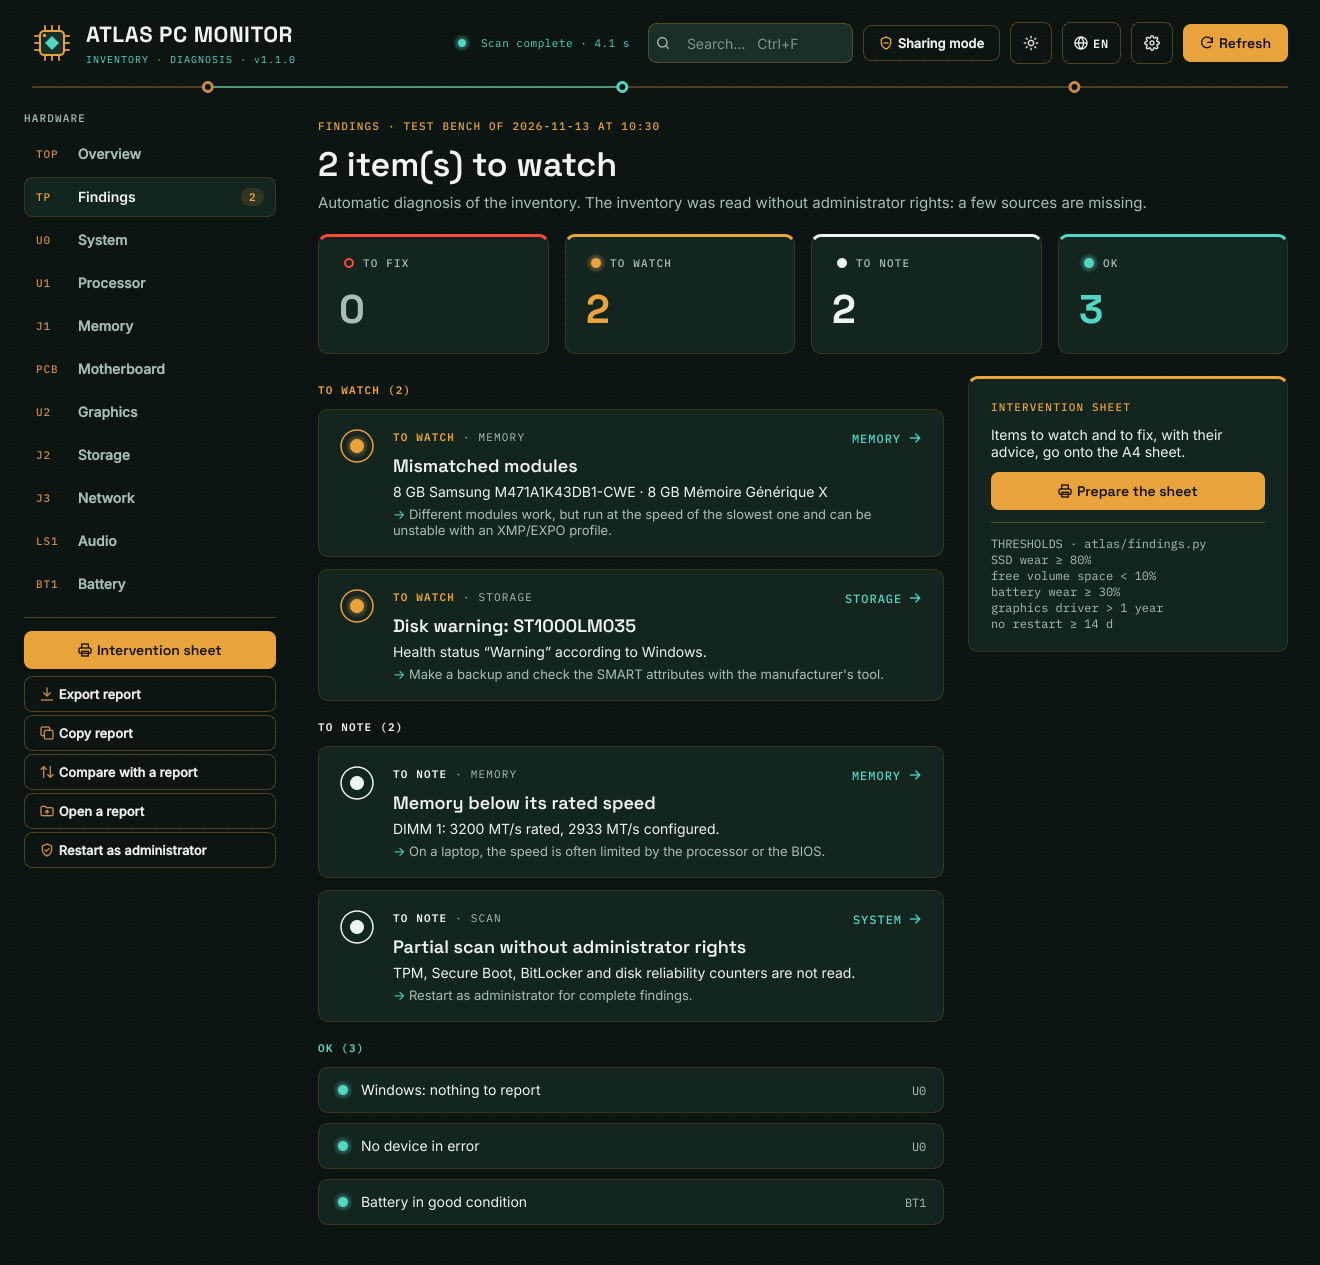 ATLAS PC MONITOR
INVENTORY · DIAGNOSIS · v1.1.0
Scan complete · 4.1 s
Search... Ctrl+F
Sharing mode
EN
Refresh
HARDWARE
TOP Overview
TP Findings 2
U0 System
U1 Processor
J1 Memory
PCB Motherboard
U2 Graphics
J2 Storage
J3 Network
LS1 Audio
BT1 Battery
Intervention sheet
Export report
Copy report
Compare with a report
Open a report
Restart as administrator
FINDINGS · TEST BENCH OF 2026-11-13 AT 10:30
2 item(s) to watch
Automatic diagnosis of the inventory. The inventory was read without administrator rights: a few sources are missing.
TO FIX
0
TO WATCH
2
TO NOTE
2
OK
3
TO WATCH (2)
TO WATCH · MEMORY
MEMORY →
Mismatched modules
8 GB Samsung M471A1K43DB1-CWE · 8 GB Mémoire Générique X
→ Different modules work, but run at the speed of the slowest one and can be
unstable with an XMP/EXPO profile.
TO WATCH · STORAGE
STORAGE →
Disk warning: ST1000LM035
Health status “Warning” according to Windows.
→ Make a backup and check the SMART attributes with the manufacturer's tool.
TO NOTE (2)
TO NOTE · MEMORY
MEMORY →
Memory below its rated speed
DIMM 1: 3200 MT/s rated, 2933 MT/s configured.
→ On a laptop, the speed is often limited by the processor or the BIOS.
TO NOTE · SCAN
SYSTEM →
Partial scan without administrator rights
TPM, Secure Boot, BitLocker and disk reliability counters are not read.
→ Restart as administrator for complete findings.
OK (3)
Windows: nothing to report U0
No device in error U0
Battery in good condition BT1
INTERVENTION SHEET
Items to watch and to fix, with their
advice, go onto the A4 sheet.
Prepare the sheet
THRESHOLDS · atlas/findings.py
SSD wear ≥ 80%
free volume space < 10%
battery wear ≥ 30%
graphics driver > 1 year
no restart ≥ 14 d